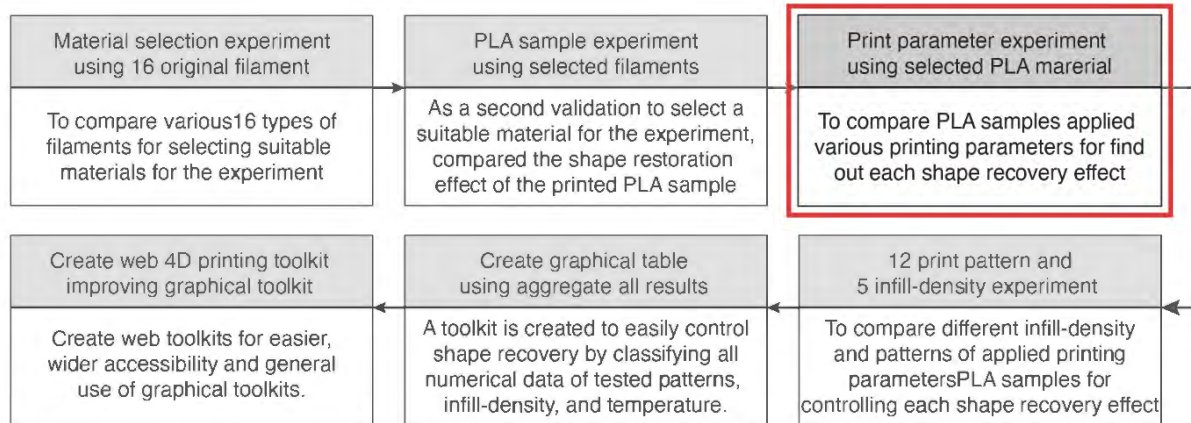 Material selection experiment
using 16 original filament
To compare various16 types of
filaments for selecting suitable
materials for the experiment
PLA sample experiment
using selected filaments
As a second validation to select a
suitable material for the experiment,
compared the shape restoration
effect of the printed PLA sample
Print parameter experiment
using selected PLA marerial
To compare PLA samples applied
various printing parameters for find
out each shape recovery effect
12 print pattern and
5 infill-density experiment
To compare different infill-density
and patterns of applied printing
parametersPLA samples for
controlling each shape recovery effect
Create graphical table
using aggregate all results
A toolkit is created to easily control
shape recovery by classifying all
numerical data of tested patterns,
infill-density, and temperature.
Create web 4D printing toolkit
improving graphical toolkit
Create web toolkits for easier,
wider accessibility and general
use of graphical toolkits.